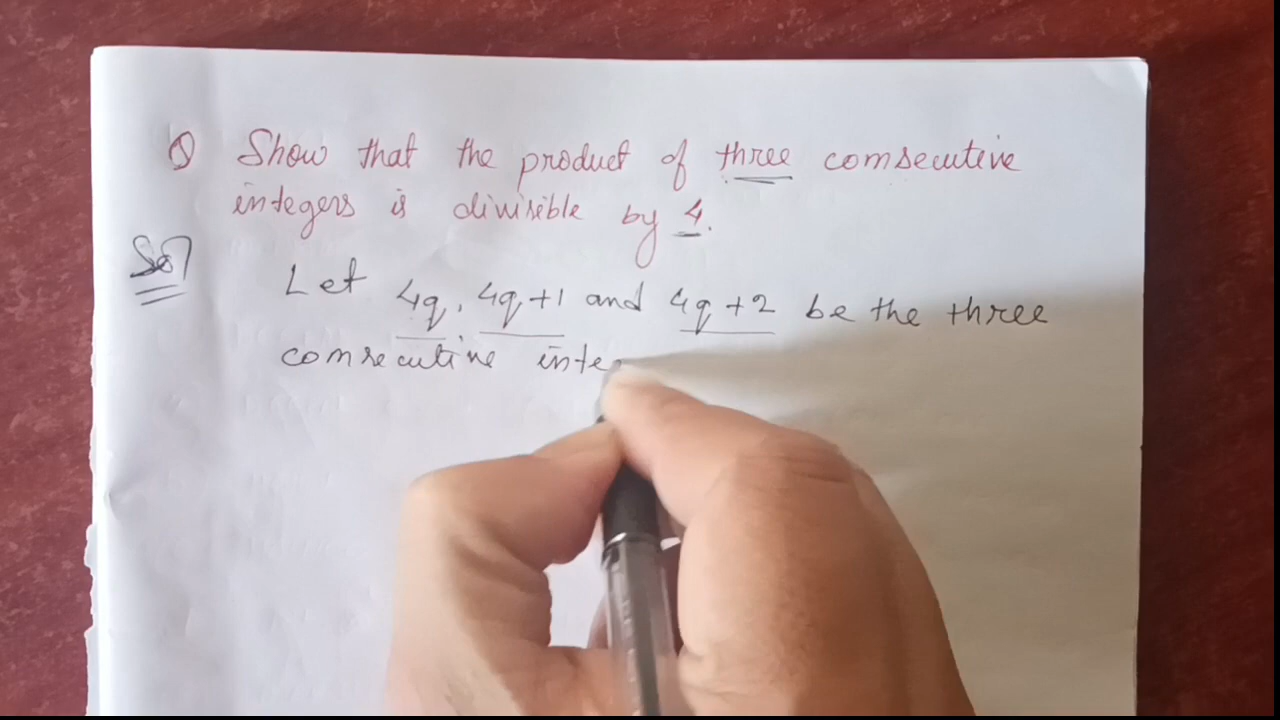 Q Show that the product of three consecutive
integers is divisible by 4.
Sol
Let 4q, 4q+1 and 4q+2 be the three
consecutive inte